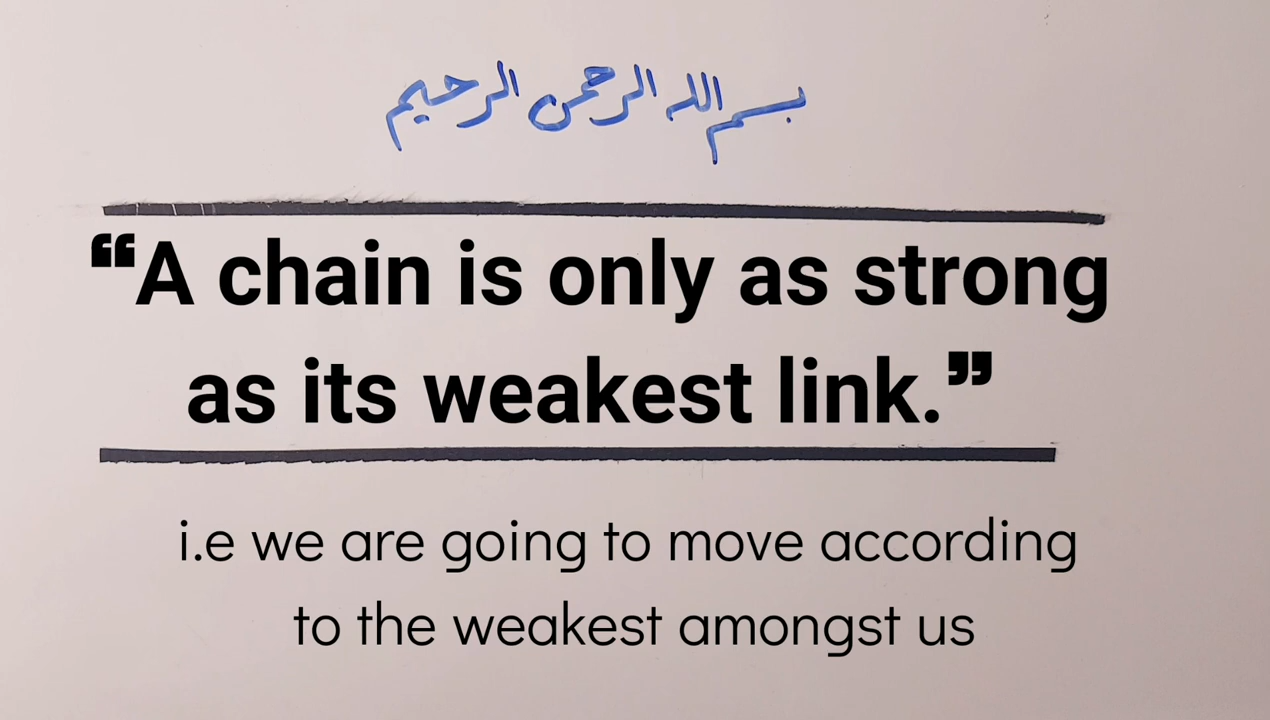 بسم الله الرحمن الرحيم
“A chain is only as strong
as its weakest link.”
i.e we are going to move according
to the weakest amongst us